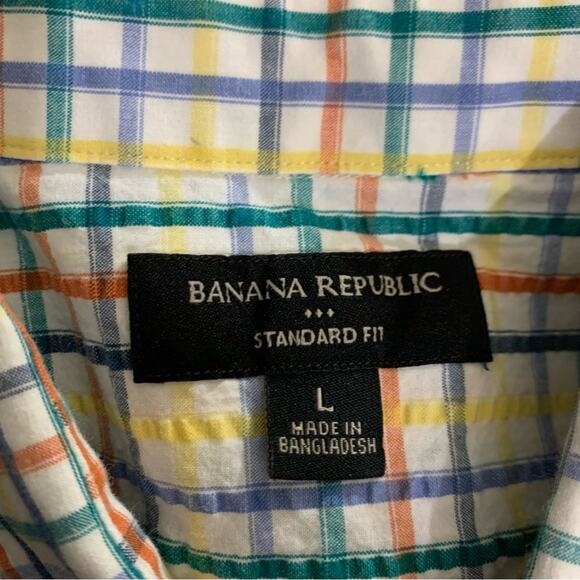 BANANA REPUBLIC
STANDARD FIT
L
MADE IN
BANGLADESH